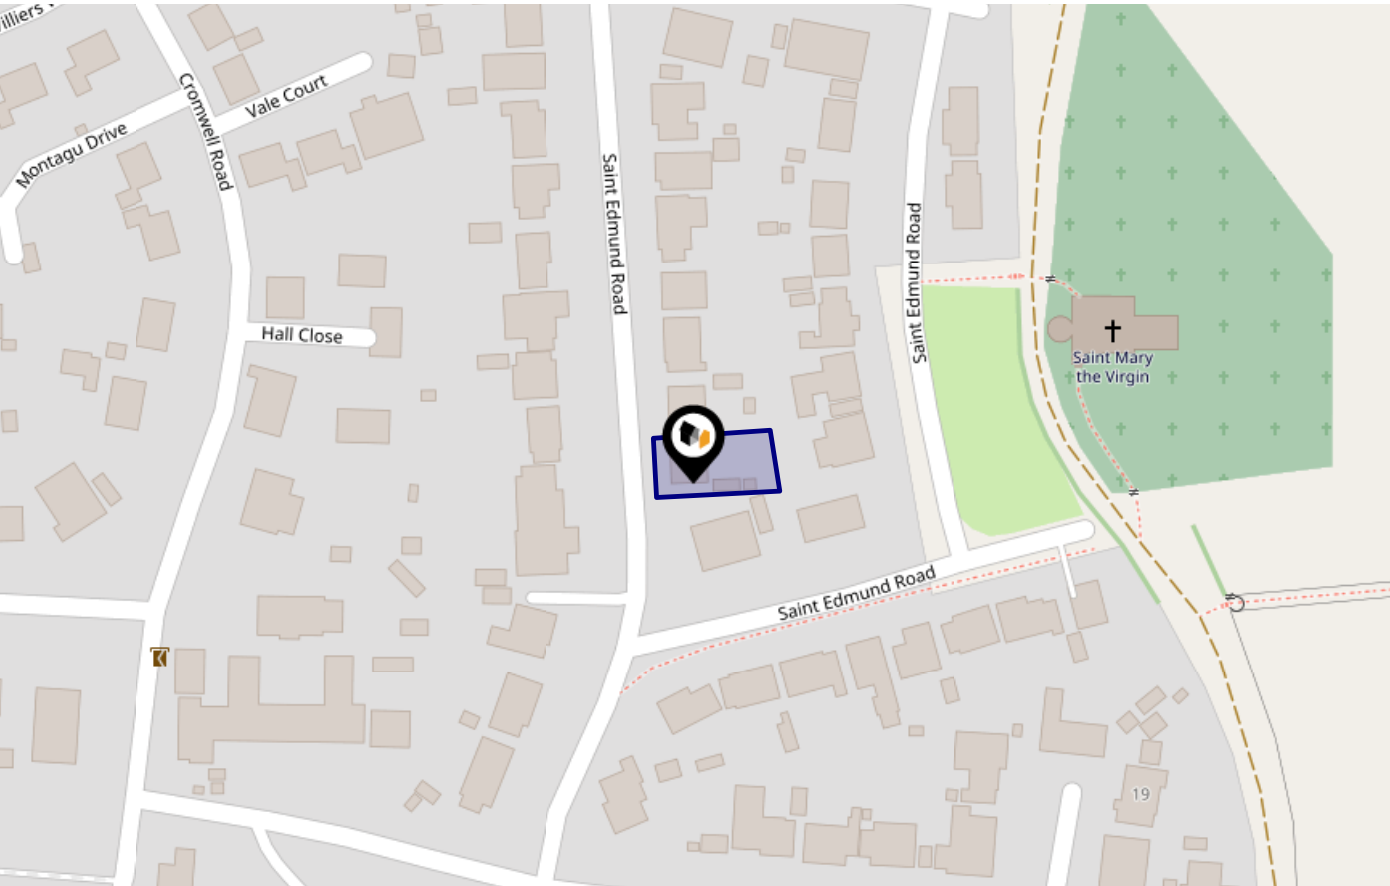 Cromwell Road
Vale Court
Montagu Drive
Saint Edmund Road
Saint Edmund Road
Hall Close
Saint Mary
the Virgin
Saint Edmund Road
19